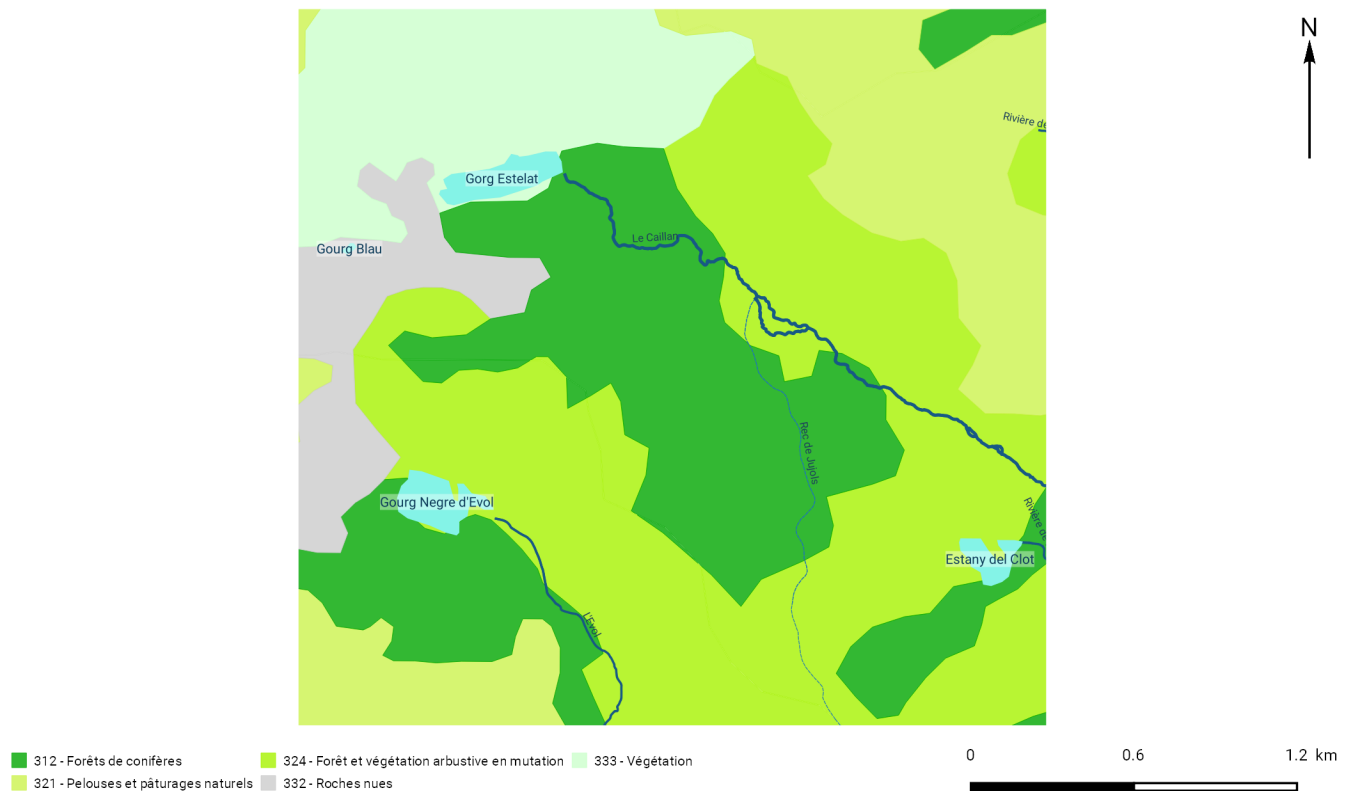 N
Rivière de
Gorg Estelat
Le Caillan
Gourg Blau
Rec de Jujols
Gourg Negre d'Evol
Rivière de
Estany del Clot
L'Evol
312 - Forêts de conifères
324 - Forêt et végétation arbustive en mutation
333 - Végétation
321 - Pelouses et pâturages naturels
332 - Roches nues
0 0.6 1.2 km